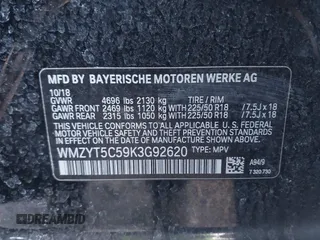 MFD BY BAYERISCHE MOTOREN WERKE AG
10/18
GVWR 4696 lbs 2130 kg TIRE / RIM
GAWR FRONT 2469 lbs 1120 kg WITH 225/50 R18 / 7.5J x 18
GAWR REAR 2315 lbs 1050 kg WITH 225/50 R18 / 7.5J x 18
THIS VEHICLE CONFORMS TO ALL APPLICABLE
U.S. FEDERAL MOTOR VEHICLE SAFETY STANDARDS
IN EFFECT ON THE DATE OF MANUFACTURE SHOWN ABOVE.
WMZYT5C59K3G92620 TYPE: MPV
A94/9
7 320 730
DREAMBID